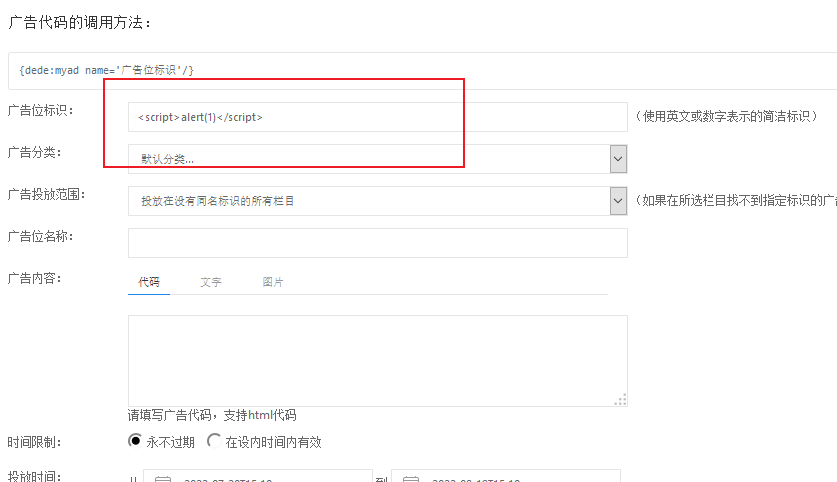 广告代码的调用方法：
{dede:myad name='广告位标识'/}
广告位标识： <script>alert(1)</script> （使用英文或数字表示的简洁标识）
广告分类： 默认分类...
广告投放范围： 投放在没有同名标识的所有栏目 （如果在所选栏目找不到指定标识的广
广告位名称：
广告内容： 代码 文字 图片
请填写广告代码，支持html代码
时间限制： 永不过期 在设内时间内有效
投放时间： 从 到